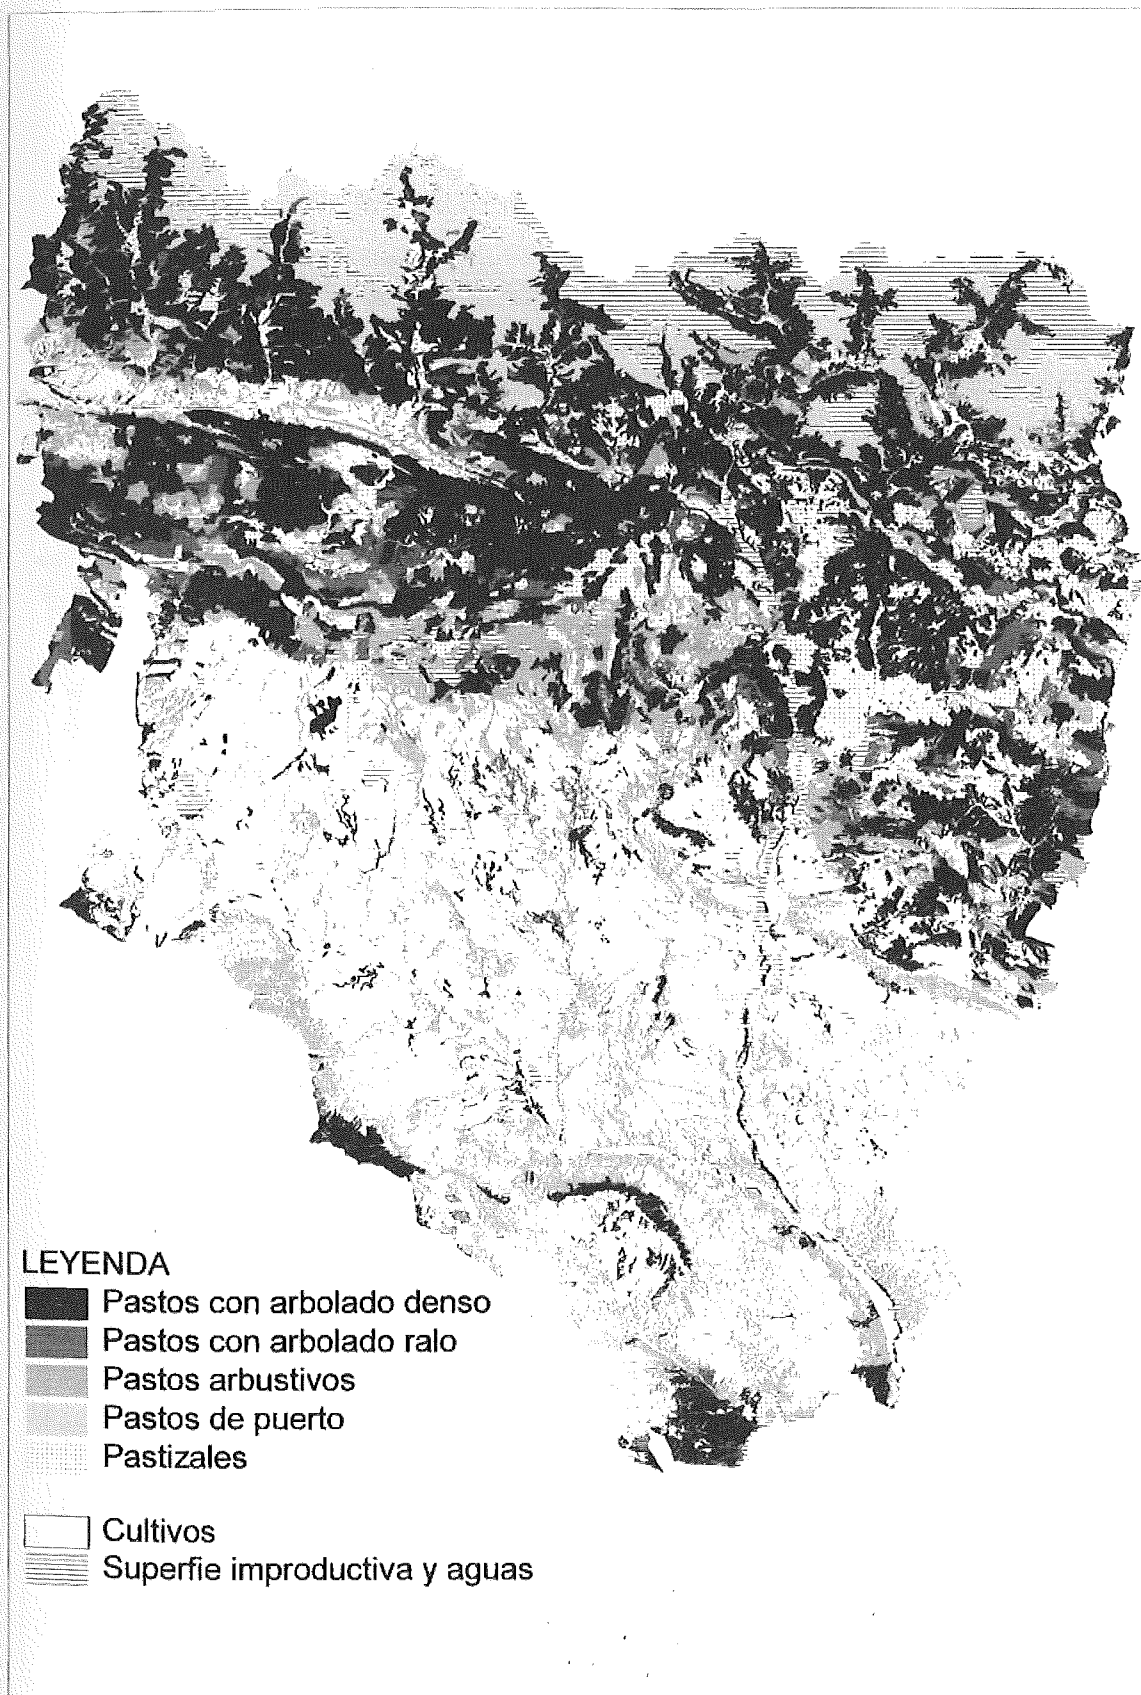 LEYENDA
Pastos con arbolado denso
Pastos con arbolado ralo
Pastos arbustivos
Pastos de puerto
Pastizales
Cultivos
Superfie improductiva y aguas